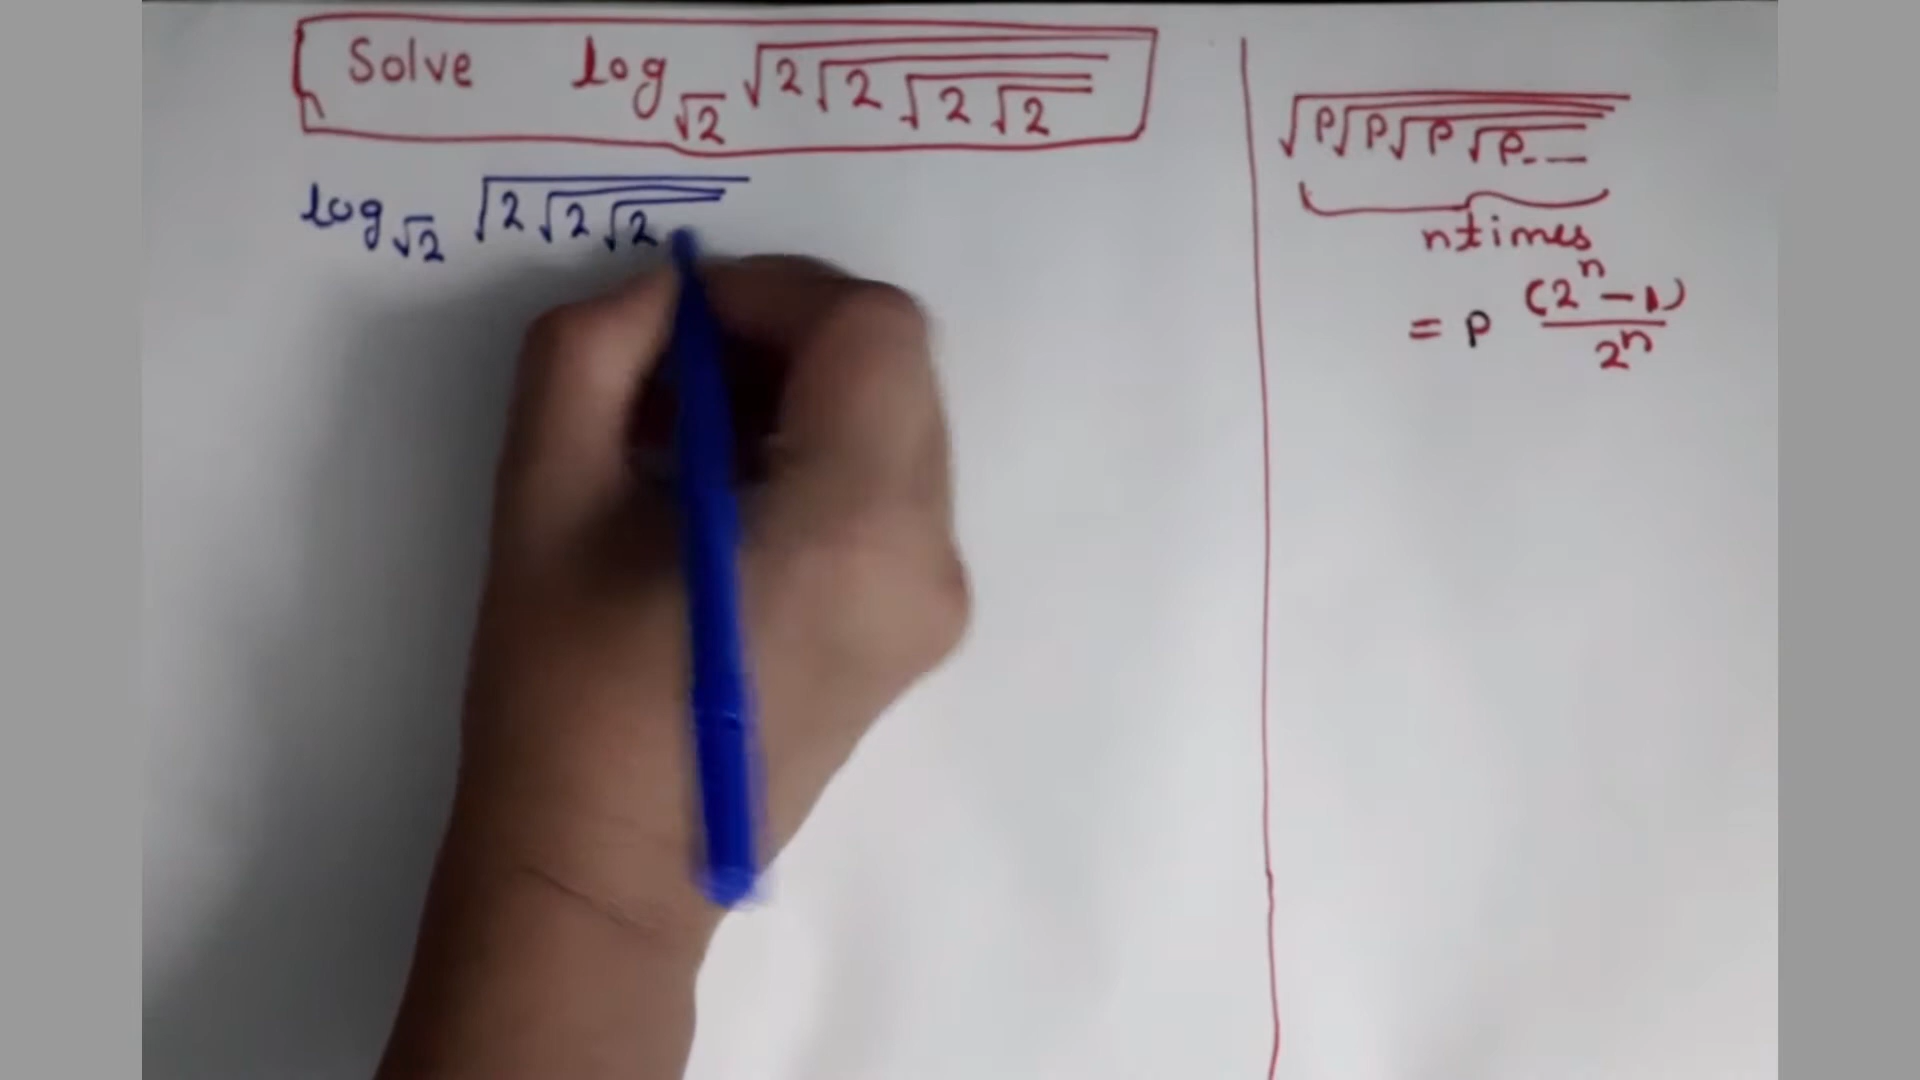 Solve log√2 √2√2√2√2
log√2 √2√2√2
√P√P√P√P---
n times
= P (2ⁿ-1)/2ⁿ